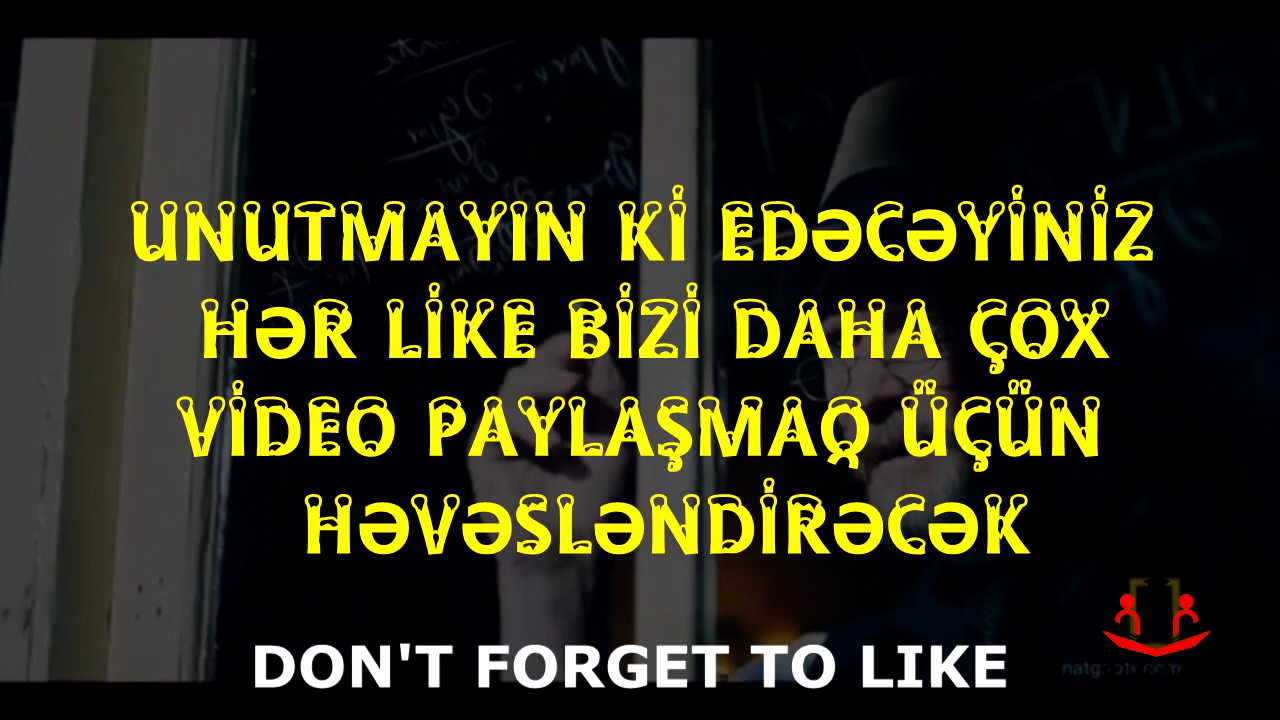 UNUTMAYIN Kİ EDƏCƏYİNİZ
HƏR LİKE BİZİ DAHA ÇOX
VİDEO PAYLAŞMAQ ÜÇÜN
HƏVƏSLƏNDİRƏCƏK
DON'T FORGET TO LIKE